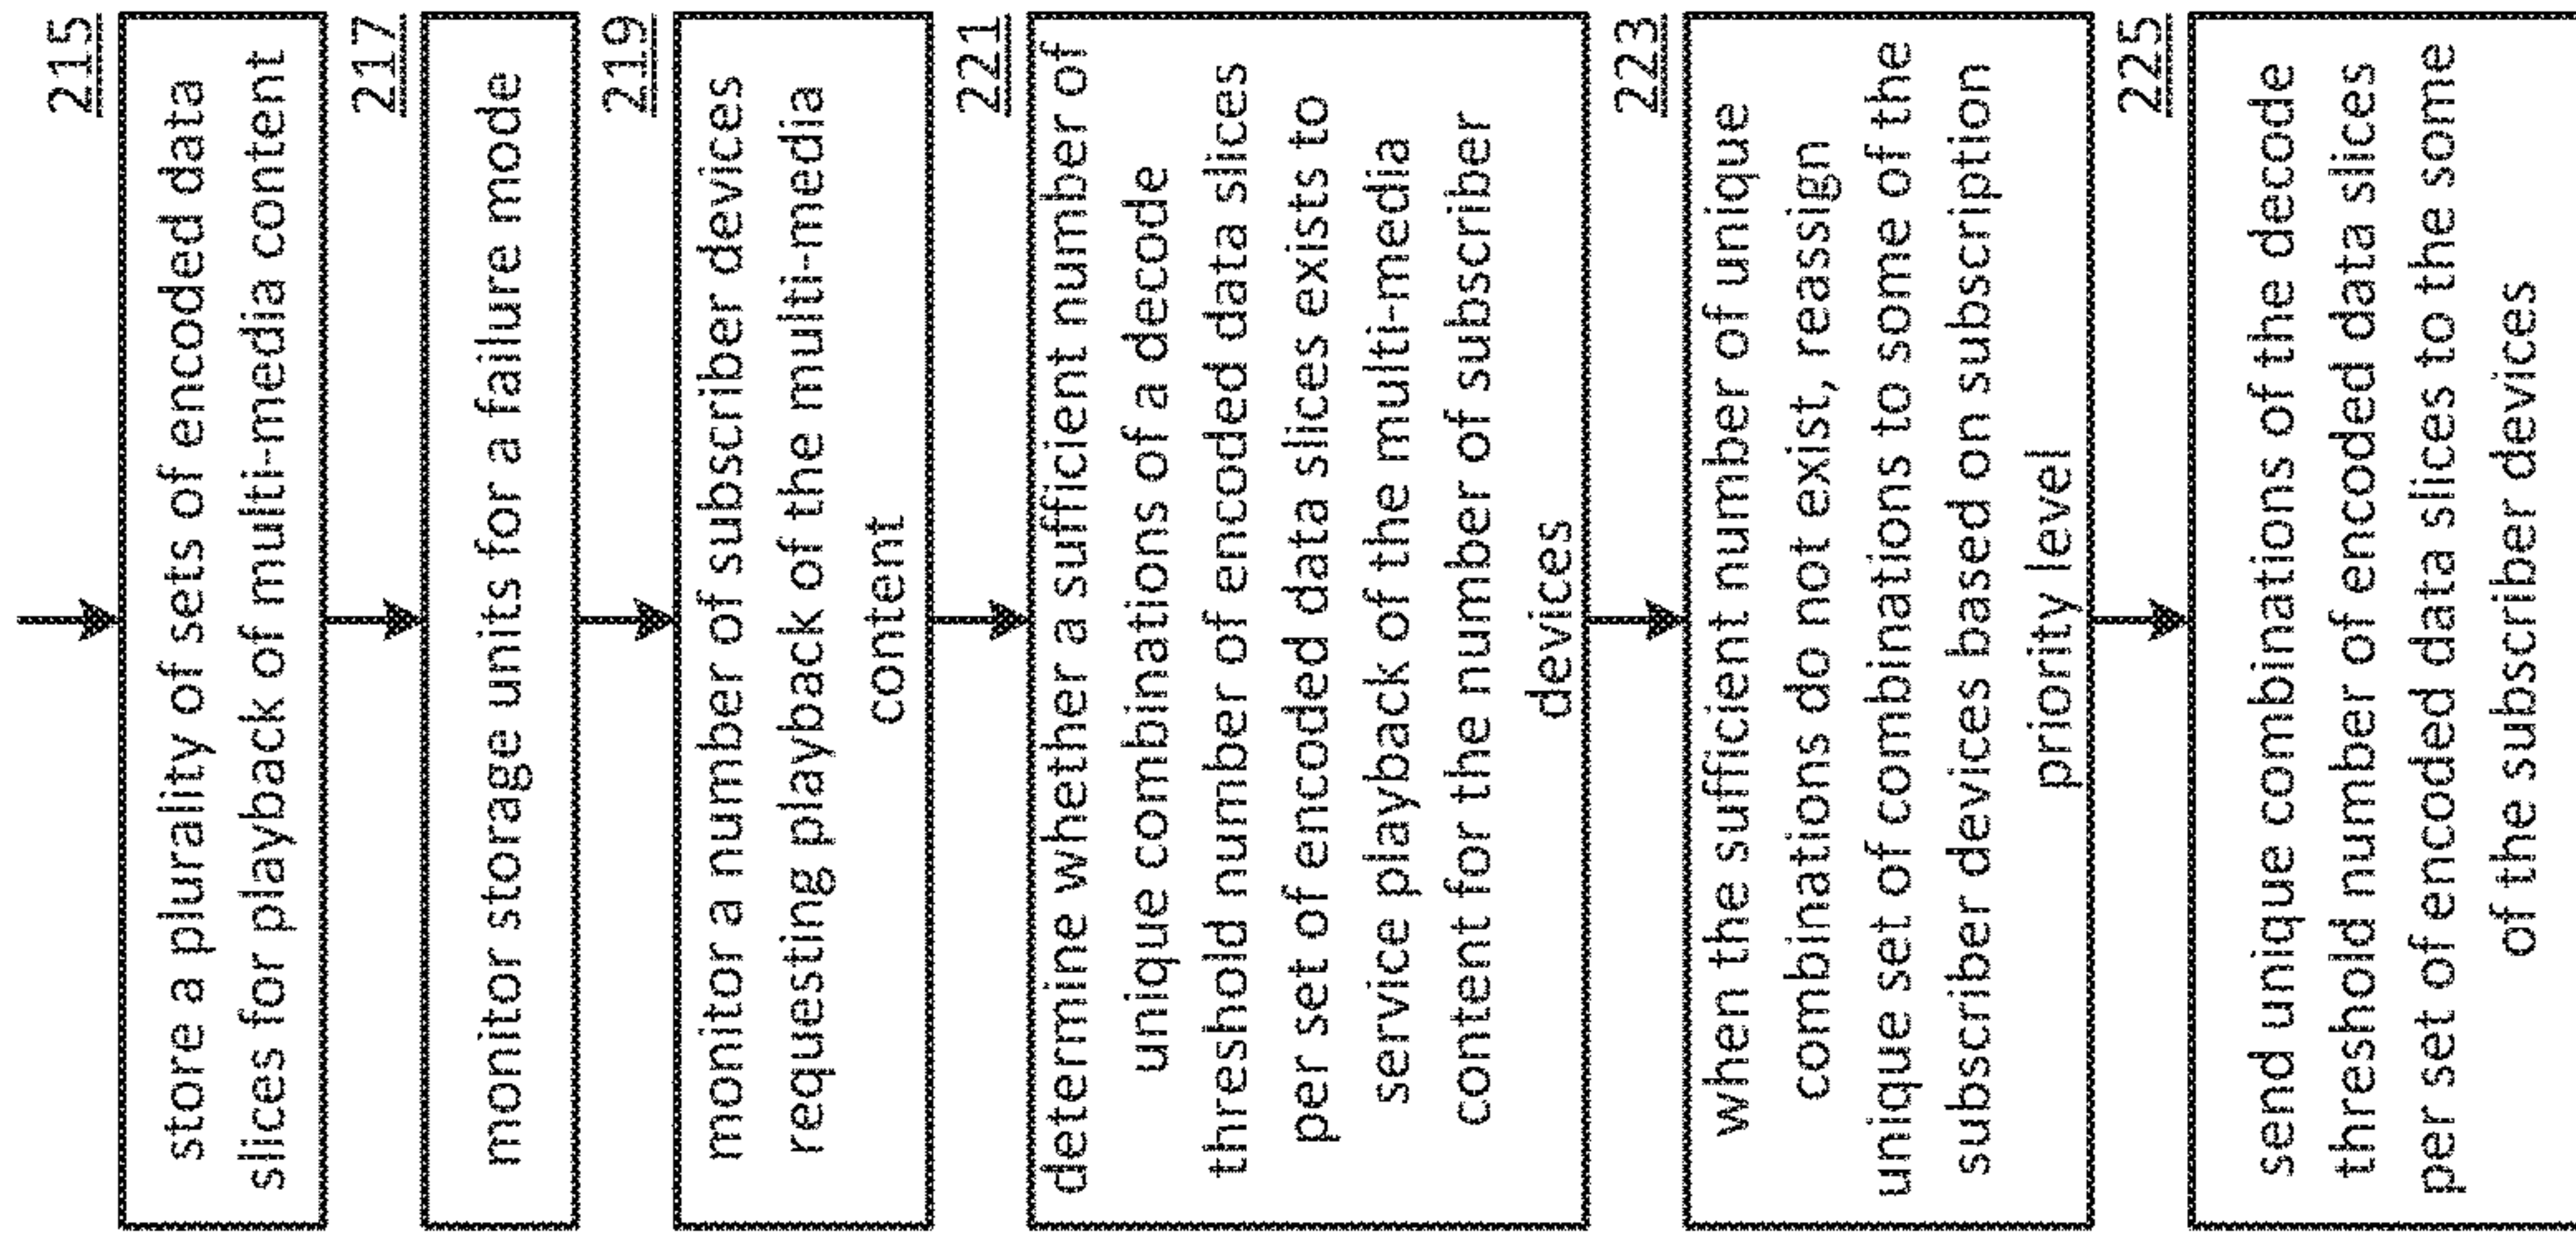 215
store a plurality of sets of encoded data
slices for playback of multi-media content
217
monitor storage units for a failure mode
219
monitor a number of subscriber devices
requesting playback of the multi-media
content
221
determine whether a sufficient number of
unique combinations of a decode
threshold number of encoded data slices
per set of encoded data slices exists to
service playback of the multi-media
content for the number of subscriber
devices
223
when the sufficient number of unique
combinations do not exist, reassign
unique set of combinations to some of the
subscriber devices based on subscription
priority level
225
send unique combinations of the decode
threshold number of encoded data slices
per set of encoded data slices to the some
of the subscriber devices